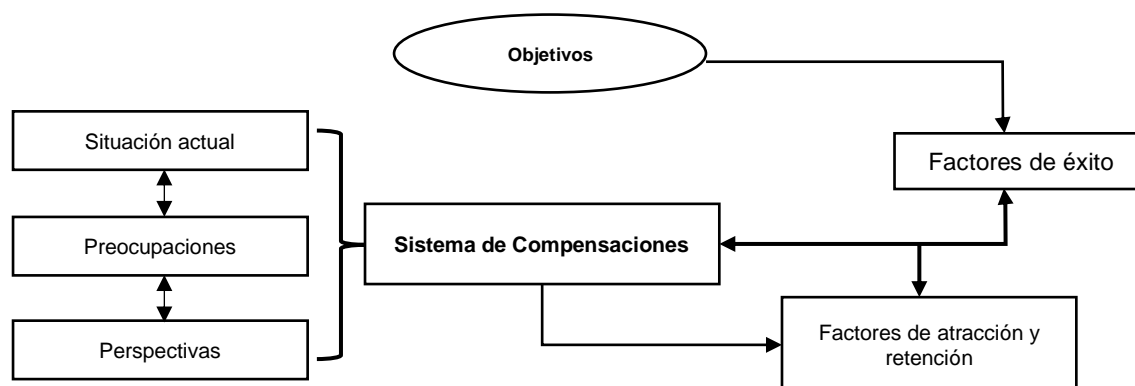 Objetivos
Situación actual
Factores de éxito
Preocupaciones
Sistema de Compensaciones
Perspectivas
Factores de atracción y
retención